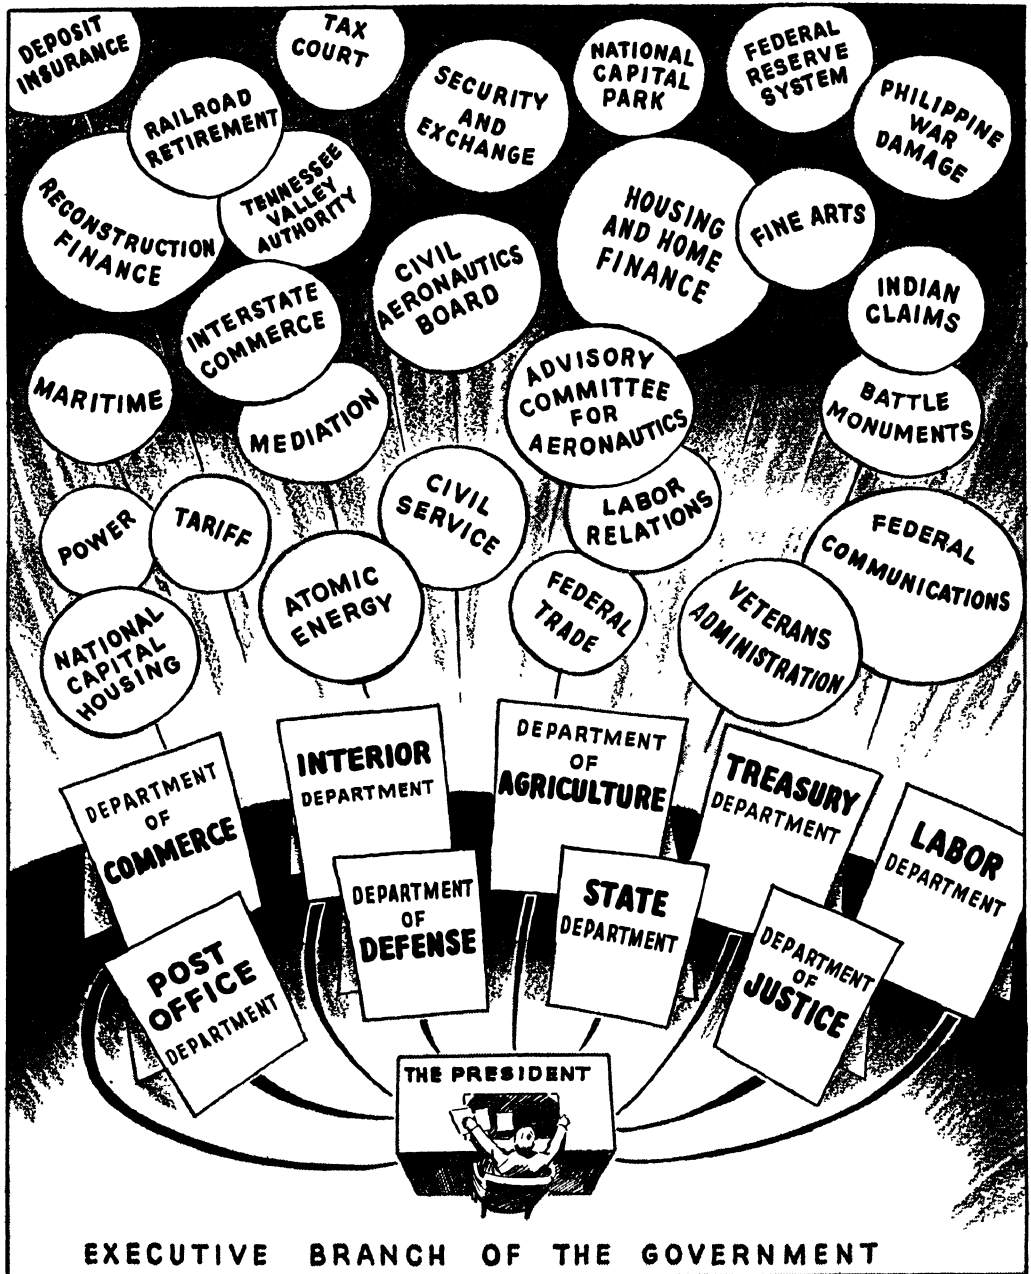 DEPOSIT
INSURANCE
TAX
COURT
RAILROAD
RETIREMENT
SECURITY
AND
EXCHANGE
NATIONAL
CAPITAL
PARK
FEDERAL
RESERVE
SYSTEM
PHILIPPINE
WAR
DAMAGE
RECONSTRUCTION
FINANCE
TENNESSEE
VALLEY
AUTHORITY
HOUSING
AND HOME
FINANCE
FINE ARTS
CIVIL
AERONAUTICS
BOARD
INTERSTATE
COMMERCE
INDIAN
CLAIMS
MARITIME
MEDIATION
ADVISORY
COMMITTEE
FOR
AERONAUTICS
BATTLE
MONUMENTS
POWER
TARIFF
CIVIL
SERVICE
LABOR
RELATIONS
FEDERAL
COMMUNICATIONS
NATIONAL
CAPITAL
HOUSING
ATOMIC
ENERGY
FEDERAL
TRADE
VETERANS
ADMINISTRATION
DEPARTMENT
OF
COMMERCE
INTERIOR
DEPARTMENT
DEPARTMENT
OF
AGRICULTURE
TREASURY
DEPARTMENT
LABOR
DEPARTMENT
POST
OFFICE
DEPARTMENT
DEPARTMENT
OF
DEFENSE
STATE
DEPARTMENT
DEPARTMENT
OF
JUSTICE
THE PRESIDENT
EXECUTIVE BRANCH OF THE GOVERNMENT